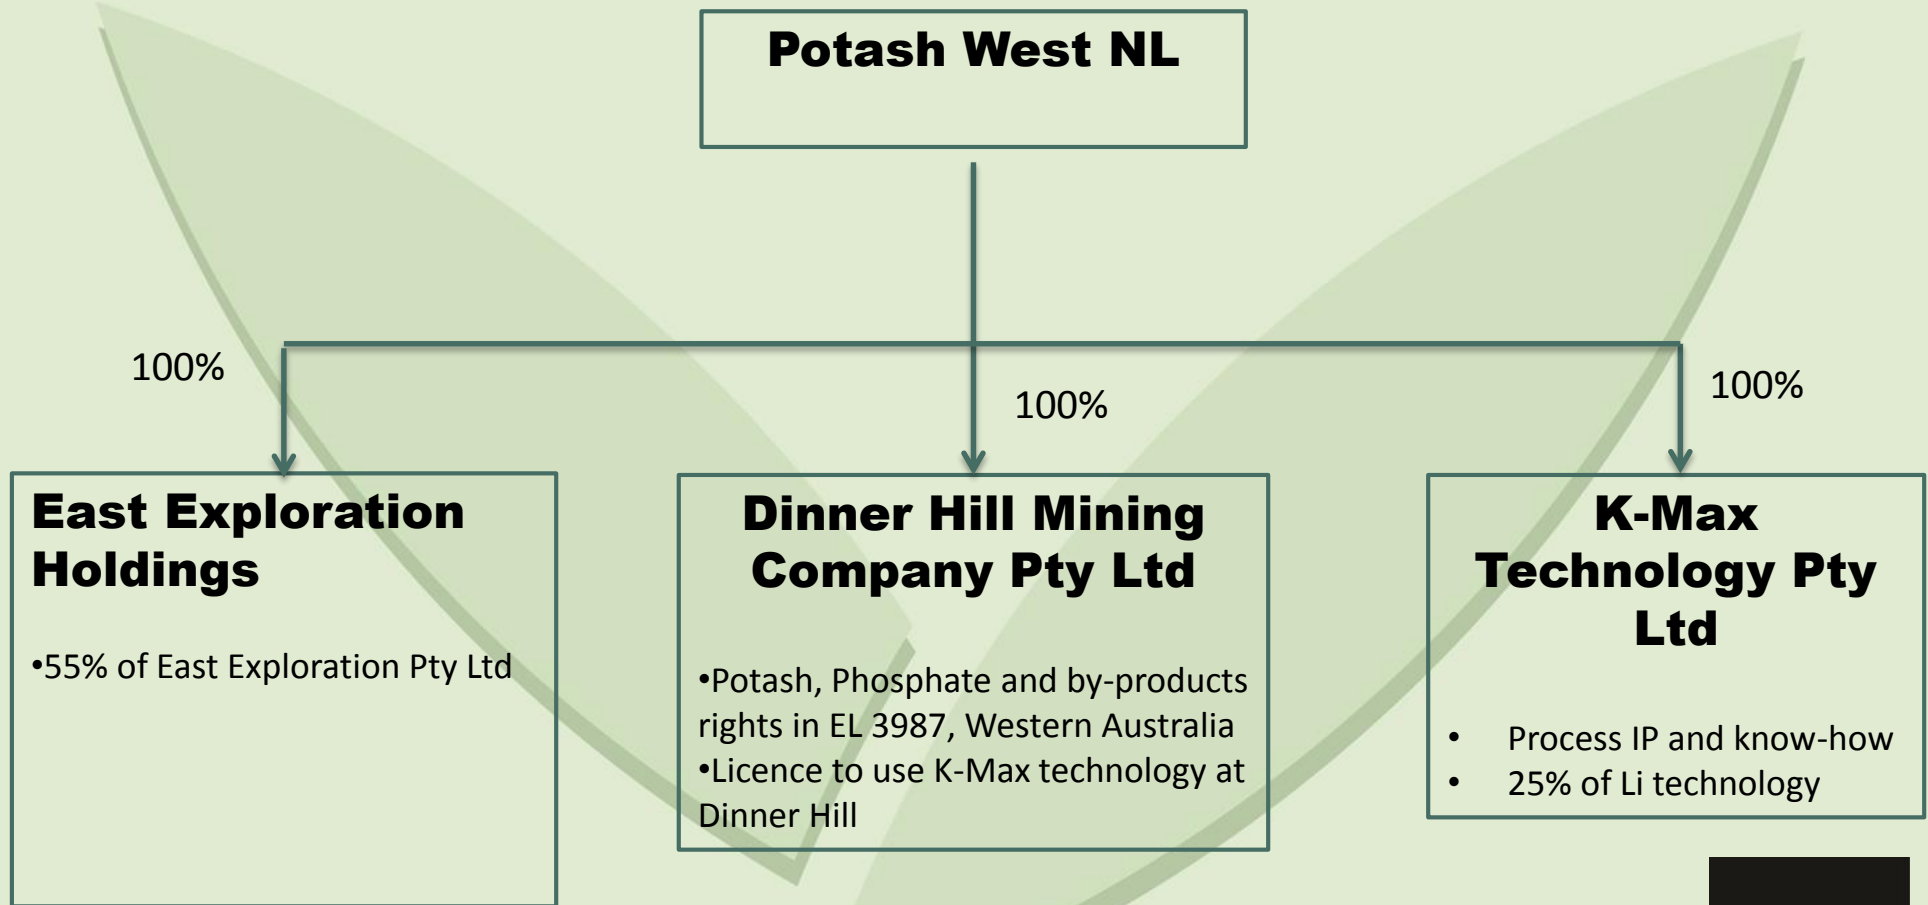 Potash West NL
100%
100%
100%
East Exploration
Holdings
•55% of East Exploration Pty Ltd
Dinner Hill Mining
Company Pty Ltd
•Potash, Phosphate and by-products
rights in EL 3987, Western Australia
•Licence to use K-Max technology at
Dinner Hill
K-Max
Technology Pty
Ltd
• Process IP and know-how
• 25% of Li technology